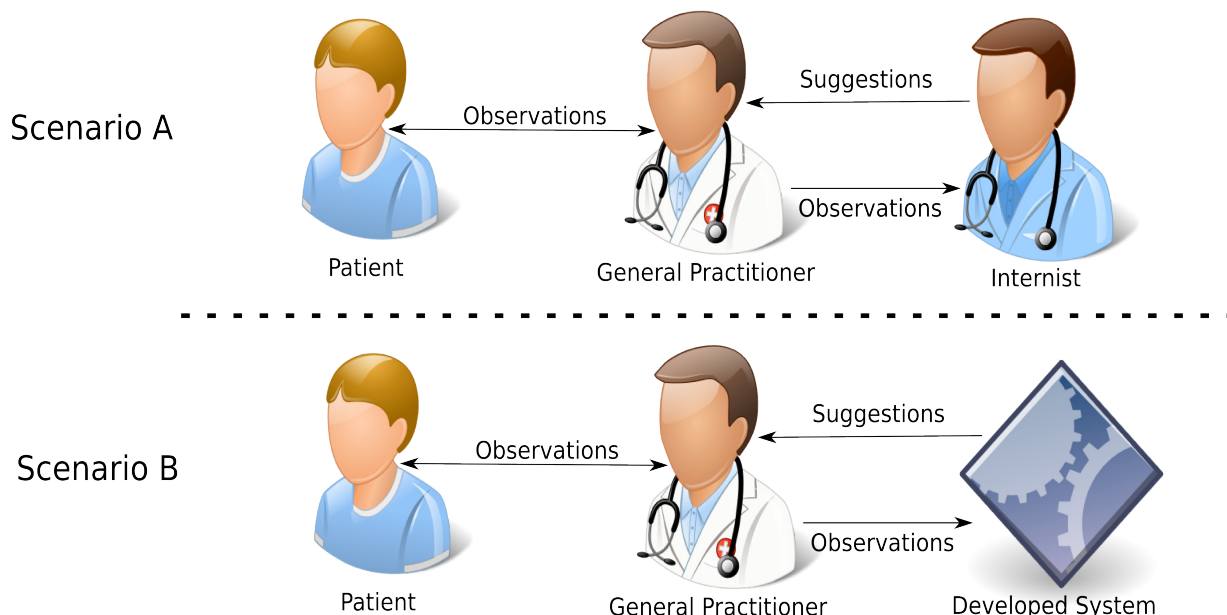 Scenario A
Observations
Suggestions
Observations
Patient
General Practitioner
Internist
Scenario B
Observations
Suggestions
Observations
Patient
General Practitioner
Developed System